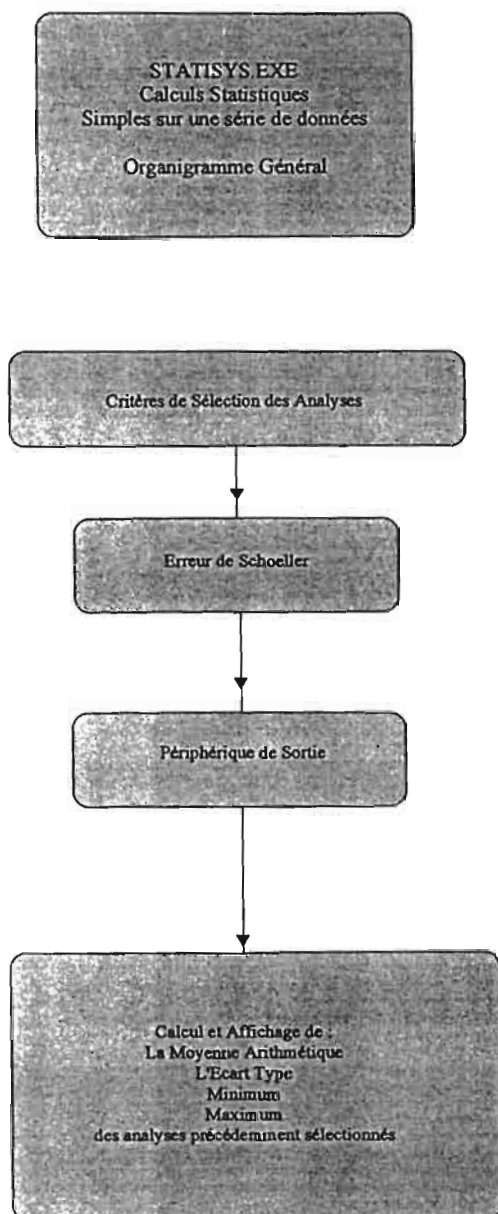 STATISYS.EXE
Calculs Statistiques
Simples sur une série de données
Organigramme Général
Critères de Sélection des Analyses
Erreur de Schoeller
Périphérique de Sortie
Calcul et Affichage de :
La Moyenne Arithmétique
L'Ecart Type
Minimum
Maximum
des analyses précédemment sélectionnés